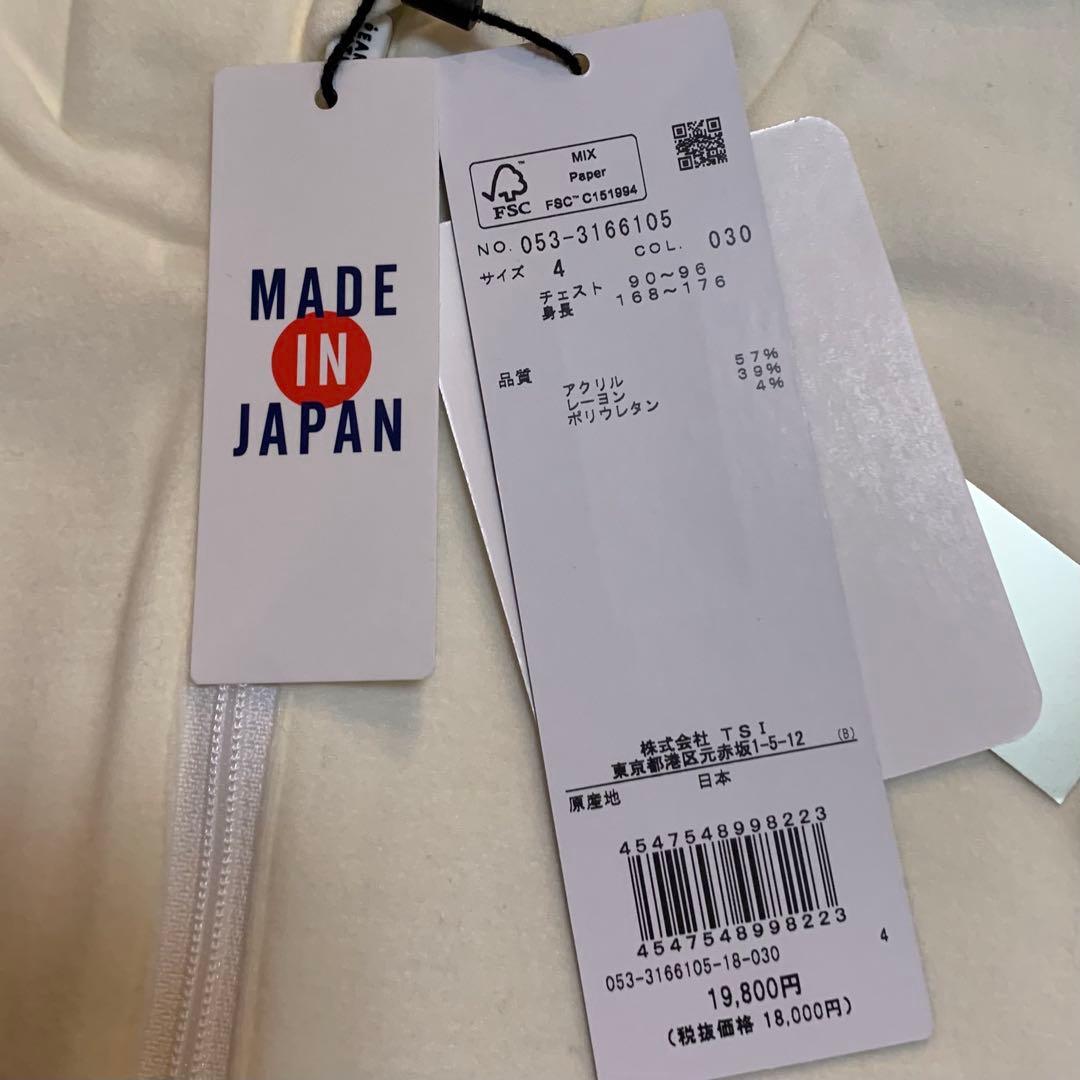 MADE
IN
JAPAN
FSC
MIX
Paper
FSC™ C151994
NO. 053-3166105
サイズ 4 COL. 030
チェスト 90～96
身長 168～176
品質 アクリル 57%
レーヨン 39%
ポリウレタン 4%
株式会社 TSI
東京都港区元赤坂1-5-12 (B)
原産地 日本
4547548998223
4547548998223
053-3166105-18-030 4
19,800円
(税抜価格 18,000円)